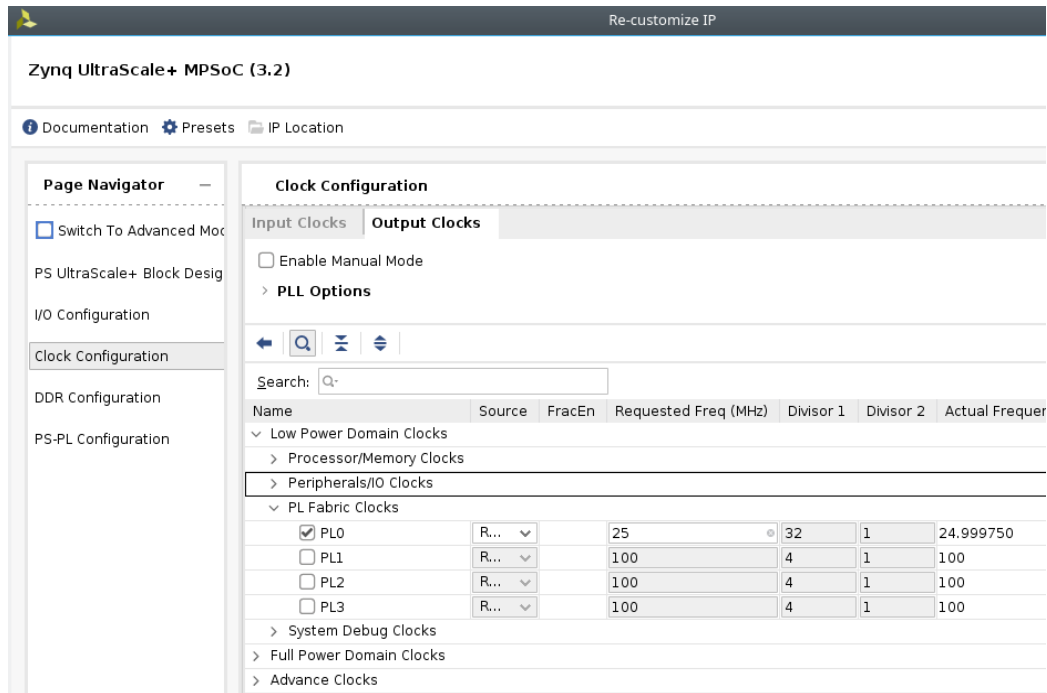 Re-customize IP
Zynq UltraScale+ MPSoC (3.2)
Documentation Presets IP Location
Page Navigator
Switch To Advanced Mod
PS UltraScale+ Block Desig
I/O Configuration
Clock Configuration
DDR Configuration
PS-PL Configuration
Clock Configuration
Input Clocks Output Clocks
Enable Manual Mode
PLL Options
Search: Q-
Name Source FracEn Requested Freq (MHz) Divisor 1 Divisor 2 Actual Frequer
Low Power Domain Clocks
Processor/Memory Clocks
Peripherals/IO Clocks
PL Fabric Clocks
PL0 R... 25 32 1 24.999750
PL1 R... 100 4 1 100
PL2 R... 100 4 1 100
PL3 R... 100 4 1 100
System Debug Clocks
Full Power Domain Clocks
Advance Clocks